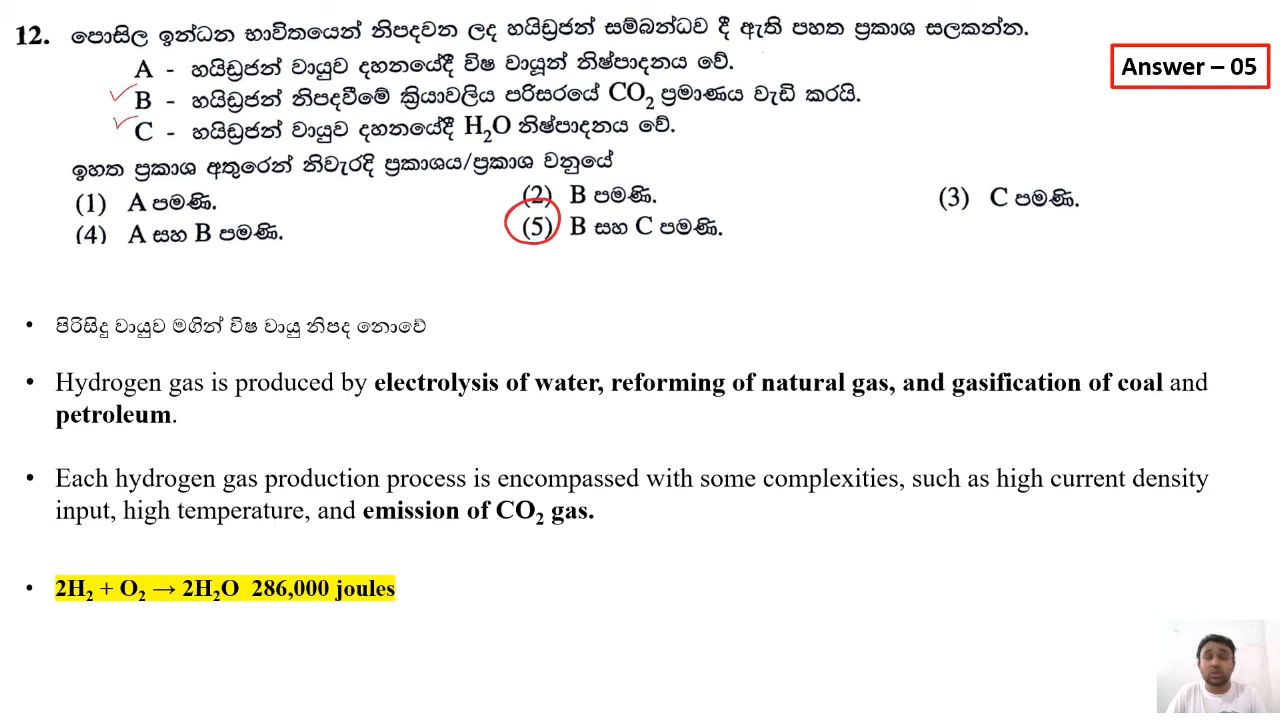 12. පොසිල ඉන්ධන භාවිතයෙන් නිපදවන ලද හයිඩ්‍රජන් සම්බන්ධව දී ඇති පහත ප්‍රකාශ සලකන්න.
Answer – 05
A - හයිඩ්‍රජන් වායුව දහනයේදී විෂ වායූන් නිෂ්පාදනය වේ.
B - හයිඩ්‍රජන් නිපදවීමේ ක්‍රියාවලිය පරිසරයේ CO₂ ප්‍රමාණය වැඩි කරයි.
C - හයිඩ්‍රජන් වායුව දහනයේදී H₂O නිෂ්පාදනය වේ.
ඉහත ප්‍රකාශ අතුරෙන් නිවැරදි ප්‍රකාශය/ප්‍රකාශ වනුයේ
(1) A පමණි. (2) B පමණි. (3) C පමණි.
(4) A සහ B පමණි. (5) B සහ C පමණි.
• පිරිසිදු වායුව මගින් විෂ වායු නිපද නොවේ
• Hydrogen gas is produced by electrolysis of water, reforming of natural gas, and gasification of coal and
petroleum.
• Each hydrogen gas production process is encompassed with some complexities, such as high current density
input, high temperature, and emission of CO₂ gas.
• 2H₂ + O₂ → 2H₂O 286,000 joules